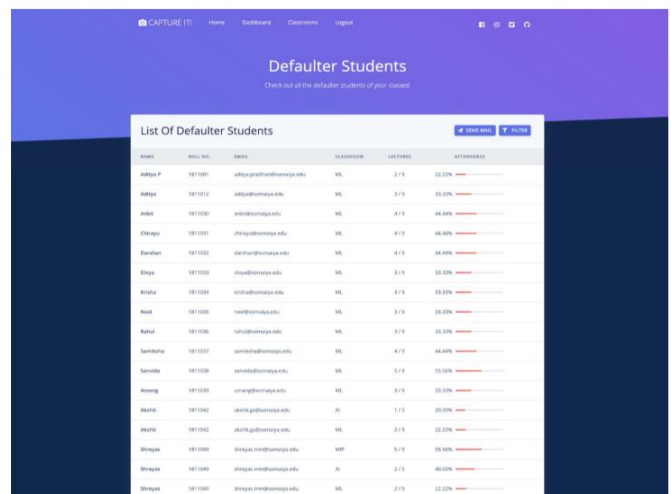 CAPTURE IT! Home Dashboard Classrooms Logout
Defaulter Students
Check out all the defaulter students of your classes!
List Of Defaulter Students SEND MAIL FILTER
NAME ROLL NO. EMAIL CLASSROOM LECTURES ATTENDANCE
Aditya P 1811001 aditya.pradhan@somaiya.edu ML 2 / 9 22.22%
Aditya 1811012 aditya@somaiya.edu ML 3 / 9 33.33%
Ankit 1811030 ankit@somaiya.edu ML 4 / 9 44.44%
Chirayu 1811031 chirayu@somaiya.edu ML 4 / 9 44.44%
Darshan 1811032 darshan@somaiya.edu ML 4 / 9 44.44%
Divya 1811033 divya@somaiya.edu ML 3 / 9 33.33%
Krisha 1811034 krisha@somaiya.edu ML 3 / 9 33.33%
Neel 1811035 neel@somaiya.edu ML 3 / 9 33.33%
Rahul 1811036 rahul@somaiya.edu ML 3 / 9 33.33%
Samiksha 1811037 samiksha@somaiya.edu ML 4 / 9 44.44%
Sanvida 1811038 sanvida@somaiya.edu ML 5 / 9 55.56%
1811039 ML 3 / 9 33.33%
Akshit 1811042 akshit.gs@somaiya.edu AI 1 / 5 20.00%
Akshit 1811042 akshit.gs@somaiya.edu ML 2 / 9 22.22%
Shreyas 1811049 shreyas.mm@somaiya.edu 5 / 9 55.56%
Shreyas 1811049 shreyas.mm@somaiya.edu AI 2 / 5 40.00%
Shreyas 1811049 shreyas.mm@somaiya.edu ML 2 / 9 22.22%